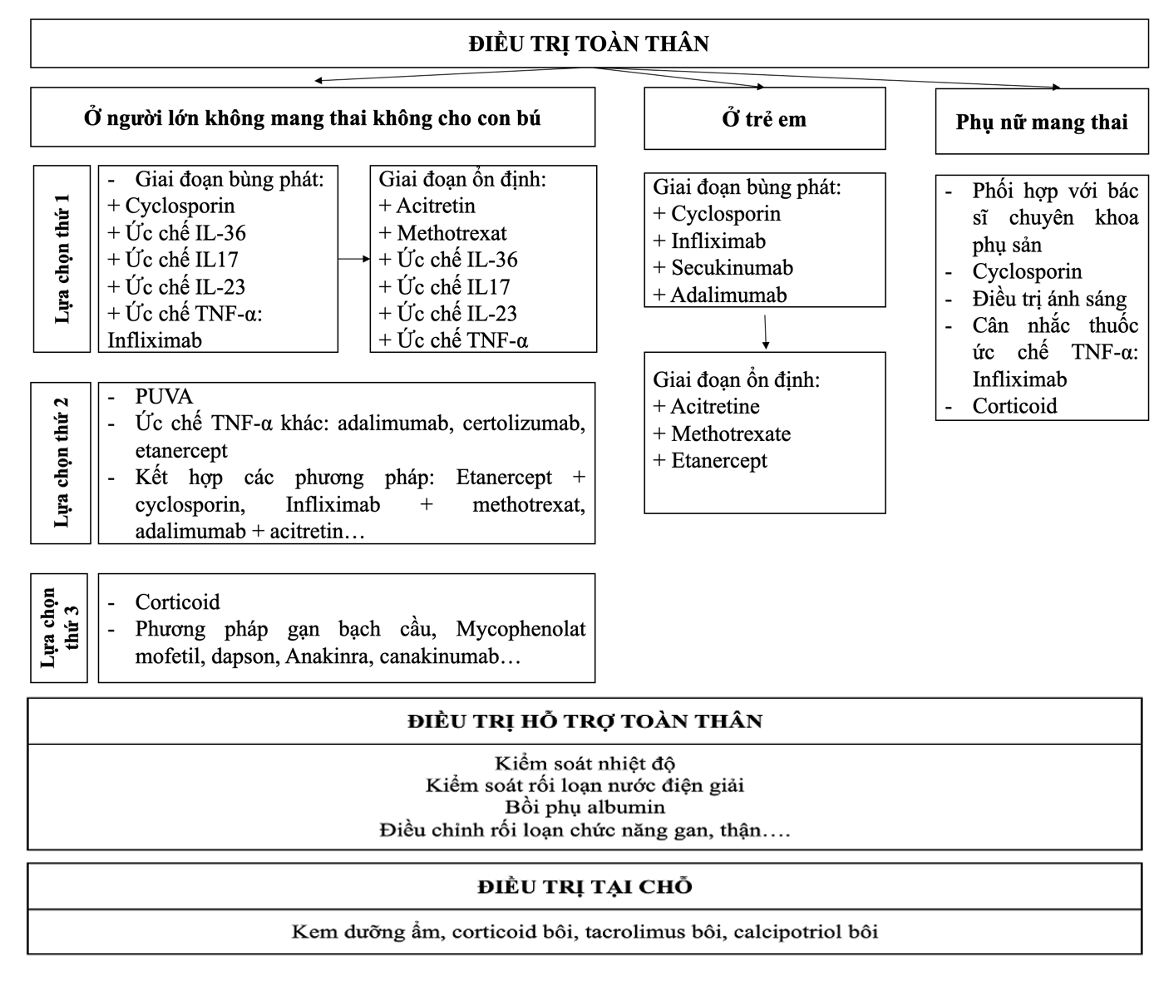 ĐIỀU TRỊ TOÀN THÂN
Ở người lớn không mang thai không cho con bú
Lựa chọn thứ 1
- Giai đoạn bùng phát:
+ Cyclosporin
+ Ức chế IL-36
+ Ức chế IL17
+ Ức chế IL-23
+ Ức chế TNF-α:
Infliximab
Giai đoạn ổn định:
+ Acitretin
+ Methotrexat
+ Ức chế IL-36
+ Ức chế IL17
+ Ức chế IL-23
+ Ức chế TNF-α
Lựa chọn thứ 2
- PUVA
- Ức chế TNF-α khác: adalimumab, certolizumab,
etanercept
- Kết hợp các phương pháp: Etanercept +
cyclosporin, Infliximab + methotrexat,
adalimumab + acitretin…
Lựa chọn
thứ 3
- Corticoid
- Phương pháp gạn bạch cầu, Mycophenolat
mofetil, dapson, Anakinra, canakinumab…
Ở trẻ em
Giai đoạn bùng phát:
+ Cyclosporin
+ Infliximab
+ Secukinumab
+ Adalimumab
Giai đoạn ổn định:
+ Acitretine
+ Methotrexate
+ Etanercept
Phụ nữ mang thai
- Phối hợp với bác
sĩ chuyên khoa
phụ sản
- Cyclosporin
- Điều trị ánh sáng
- Cân nhắc thuốc
ức chế TNF-α:
Infliximab
- Corticoid
ĐIỀU TRỊ HỖ TRỢ TOÀN THÂN
Kiểm soát nhiệt độ
Kiểm soát rối loạn nước điện giải
Bồi phụ albumin
Điều chỉnh rối loạn chức năng gan, thận….
ĐIỀU TRỊ TẠI CHỖ
Kem dưỡng ẩm, corticoid bôi, tacrolimus bôi, calcipotriol bôi